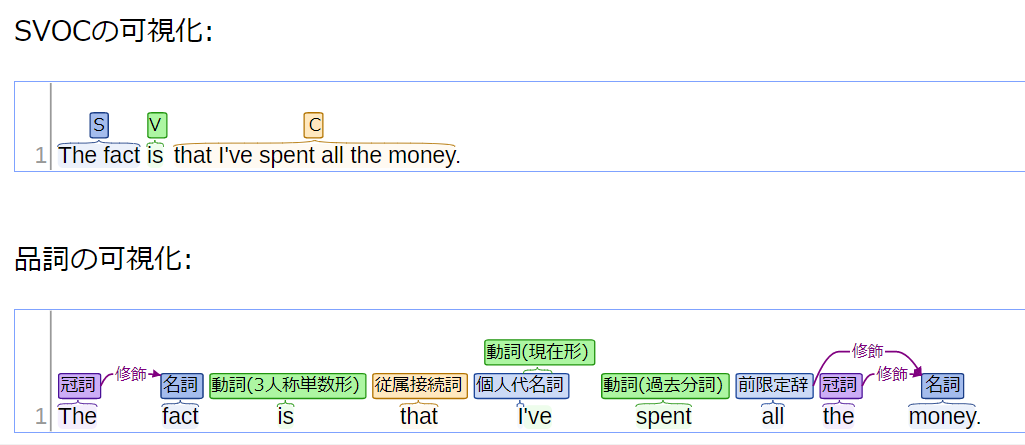 SVOCの可視化:
S V C
1 The fact is that I've spent all the money.
品詞の可視化:
動詞(現在形) 修飾
冠詞 修飾 名詞 動詞(3人称単数形) 従属接続詞 個人代名詞 動詞(過去分詞) 前限定辞 冠詞 修飾 名詞
1 The fact is that I've spent all the money.